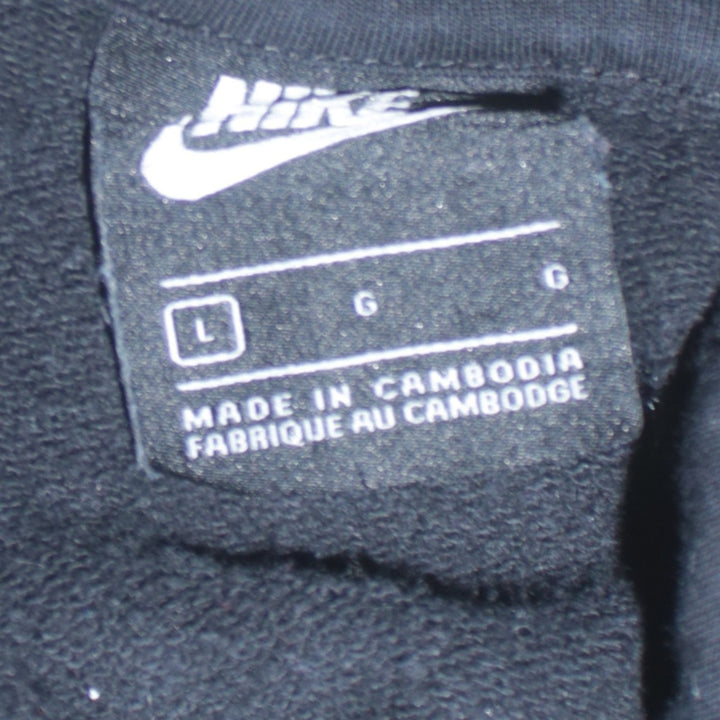 NIKE
L G G
MADE IN CAMBODIA
FABRIQUE AU CAMBODGE